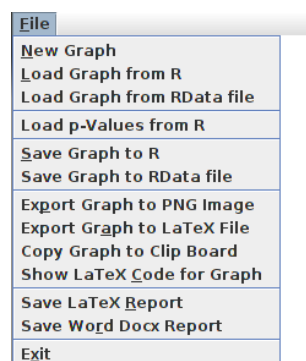 File
New Graph
Load Graph from R
Load Graph from RData file
Load p-Values from R
Save Graph to R
Save Graph to RData file
Export Graph to PNG Image
Export Graph to LaTeX File
Copy Graph to Clip Board
Show LaTeX Code for Graph
Save LaTeX Report
Save Word Docx Report
Exit